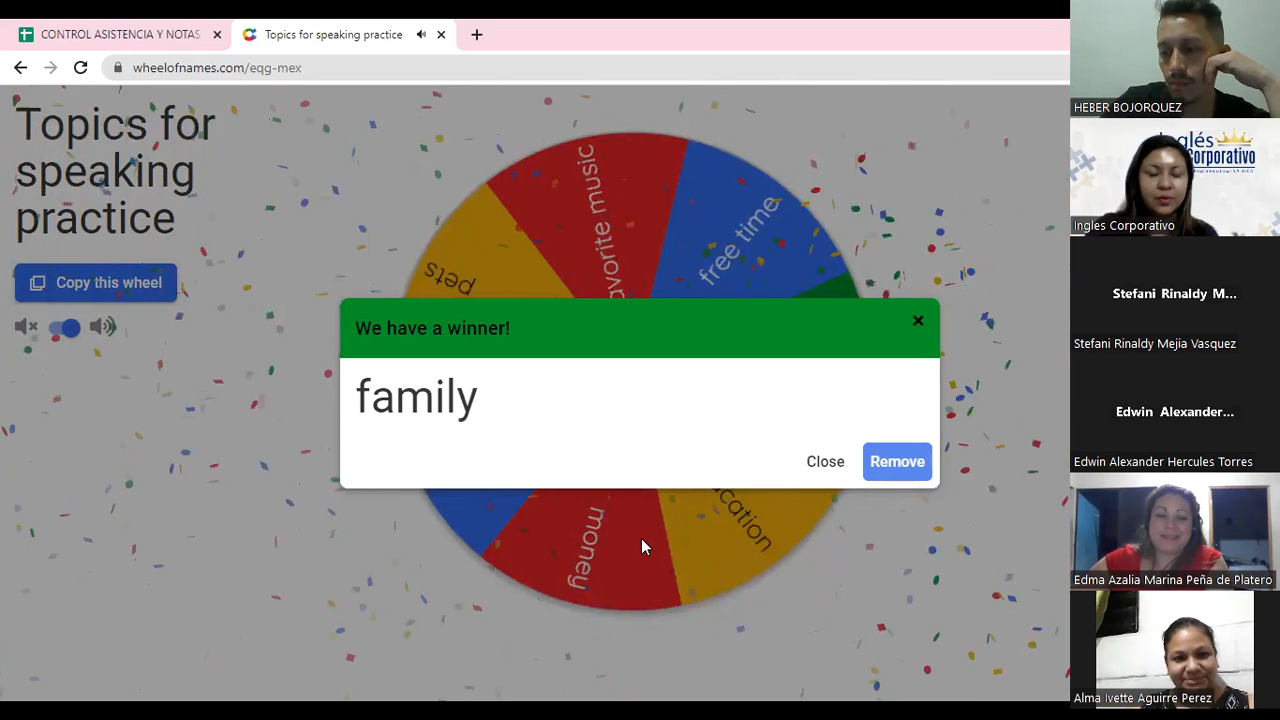 CONTROL ASISTENCIA Y NOTAS
Topics for speaking practice
wheelofnames.com/eqg-mex
Topics for
speaking
practice
Copy this wheel
pets
avorite music
free time
We have a winner!
family
Close
Remove
money
ucation
HEBER BOJORQUEZ
Inglés
Corporativo
Ingles Corporativo
Stefani Rinaldy M...
Stefani Rinaldy Mejia Vasquez
Edwin Alexander...
Edwin Alexander Hercules Torres
Edma Azalia Marina Peña de Platero
Alma Ivette Aguirre Perez